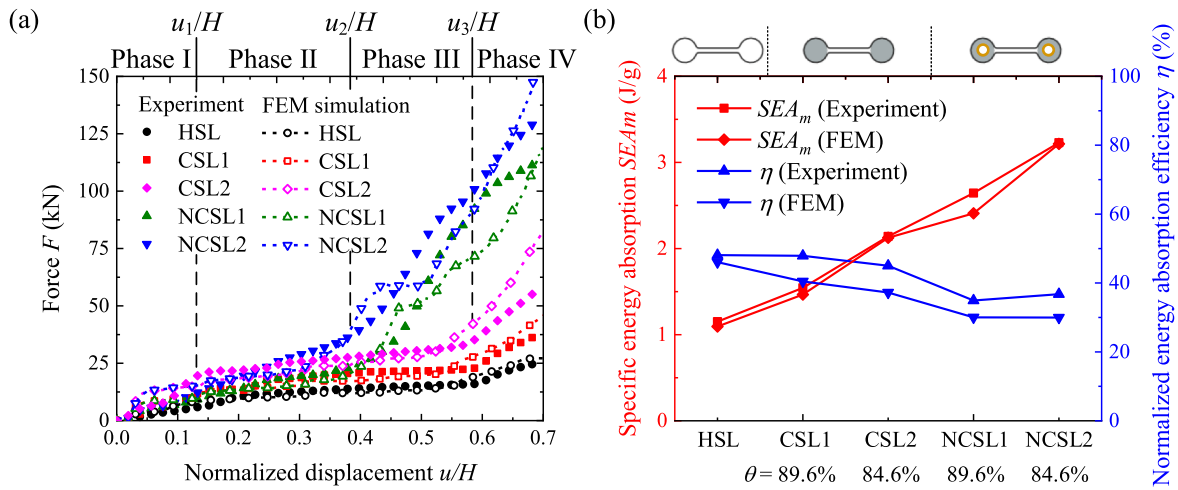 (a)
u₁/H u₂/H u₃/H
Phase I Phase II Phase III Phase IV
Experiment FEM simulation
HSL HSL
CSL1 CSL1
CSL2 CSL2
NCSL1 NCSL1
NCSL2 NCSL2
150
125
100
75
50
25
0
Force F (kN)
0.0 0.1 0.2 0.3 0.4 0.5 0.6 0.7
Normalized displacement u/H
(b)
SEAₘ (Experiment)
SEAₘ (FEM)
η (Experiment)
η (FEM)
4
3
2
1
0
Specific energy absorption SEAm (J/g)
100
80
60
40
20
0
Normalized energy absorption efficiency η (%)
HSL CSL1 CSL2 NCSL1 NCSL2
θ = 89.6% 84.6% 89.6% 84.6%